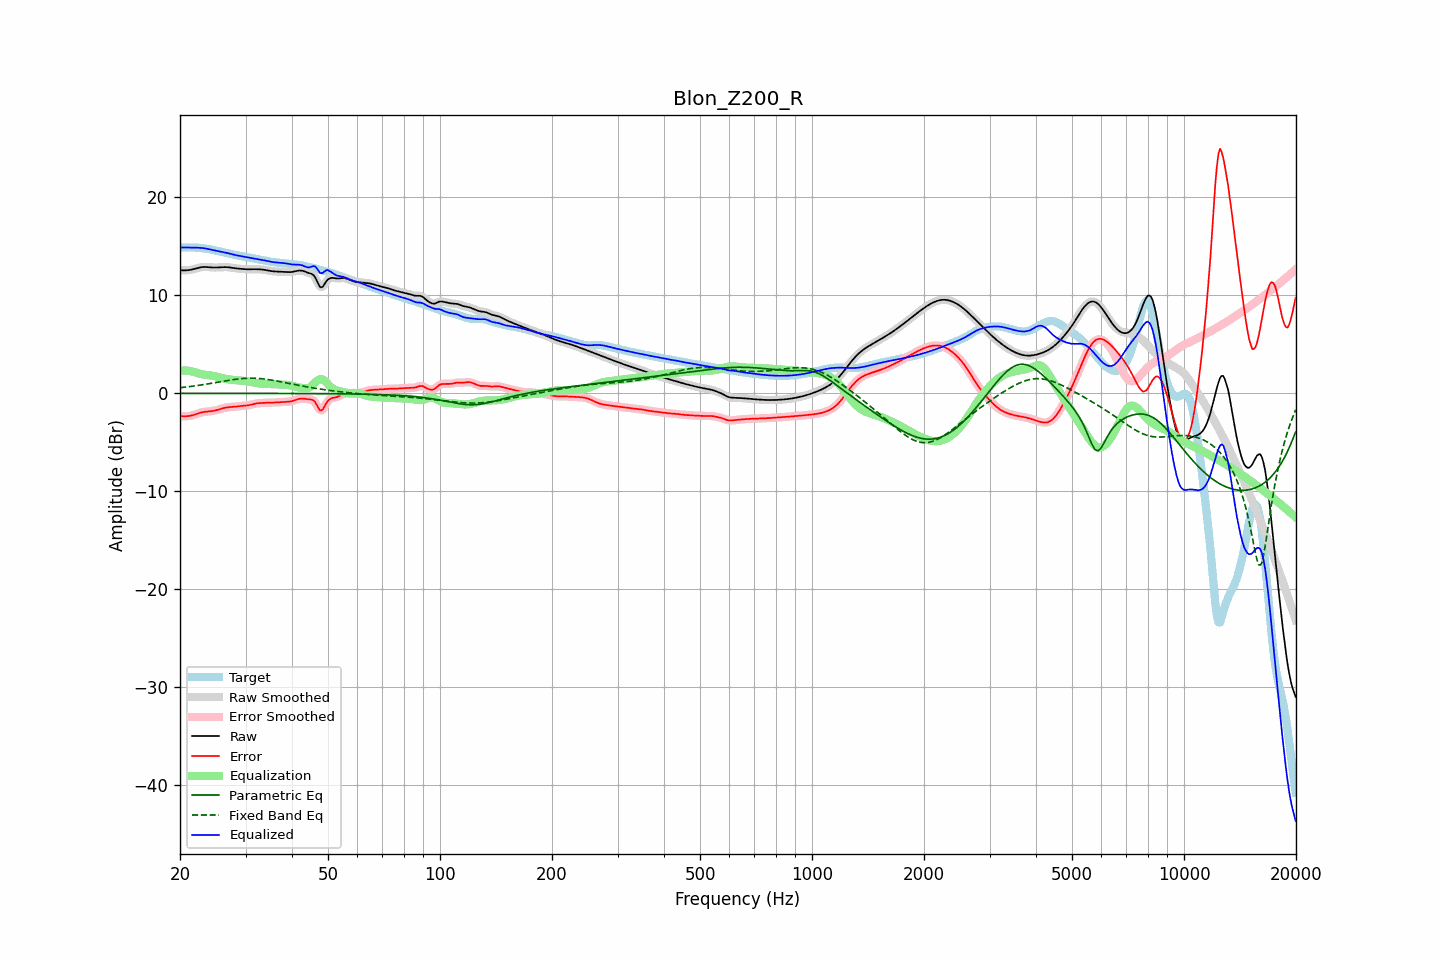 Blon_Z200_R
Amplitude (dBr)
20
10
0
−10
−20
−30
−40
Target
Raw Smoothed
Error Smoothed
Raw
Error
Equalization
Parametric Eq
Fixed Band Eq
Equalized
20 50 100 200 500 1000 2000 5000 10000 20000
Frequency (Hz)